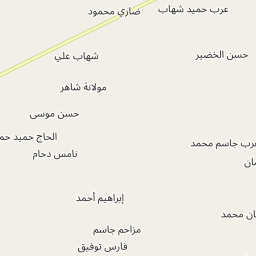 عرب حميد شهاب
ضاري محمود
حسن الخضير
شهاب علي
مولانة شاهر
حسن موسى
الحاج حميد
عرب جاسم محمد
نامس دحام
إبراهيم أحمد
محمد
مزاحم جاسم
فارس توفيق